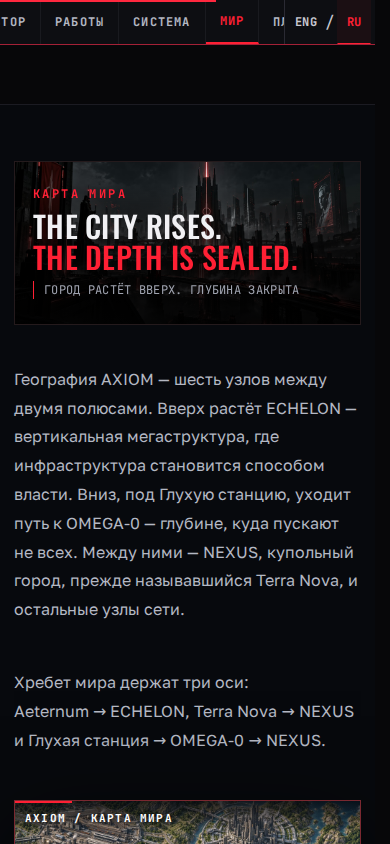 ТОР РАБОТЫ СИСТЕМА МИР ENG / RU
КАРТА МИРА
THE CITY RISES.
THE DEPTH IS SEALED.
ГОРОД РАСТЁТ ВВЕРХ. ГЛУБИНА ЗАКРЫТА
География AXIOM — шесть узлов между
двумя полюсами. Вверх растёт ECHELON —
вертикальная мегаструктура, где
инфраструктура становится способом
власти. Вниз, под Глухую станцию, уходит
путь к OMEGA-0 — глубине, куда пускают
не всех. Между ними — NEXUS, купольный
город, прежде называвшийся Terra Nova, и
остальные узлы сети.
Хребет мира держат три оси:
Aeternum → ECHELON, Terra Nova → NEXUS
и Глухая станция → OMEGA-0 → NEXUS.
AXIOM / КАРТА МИРА